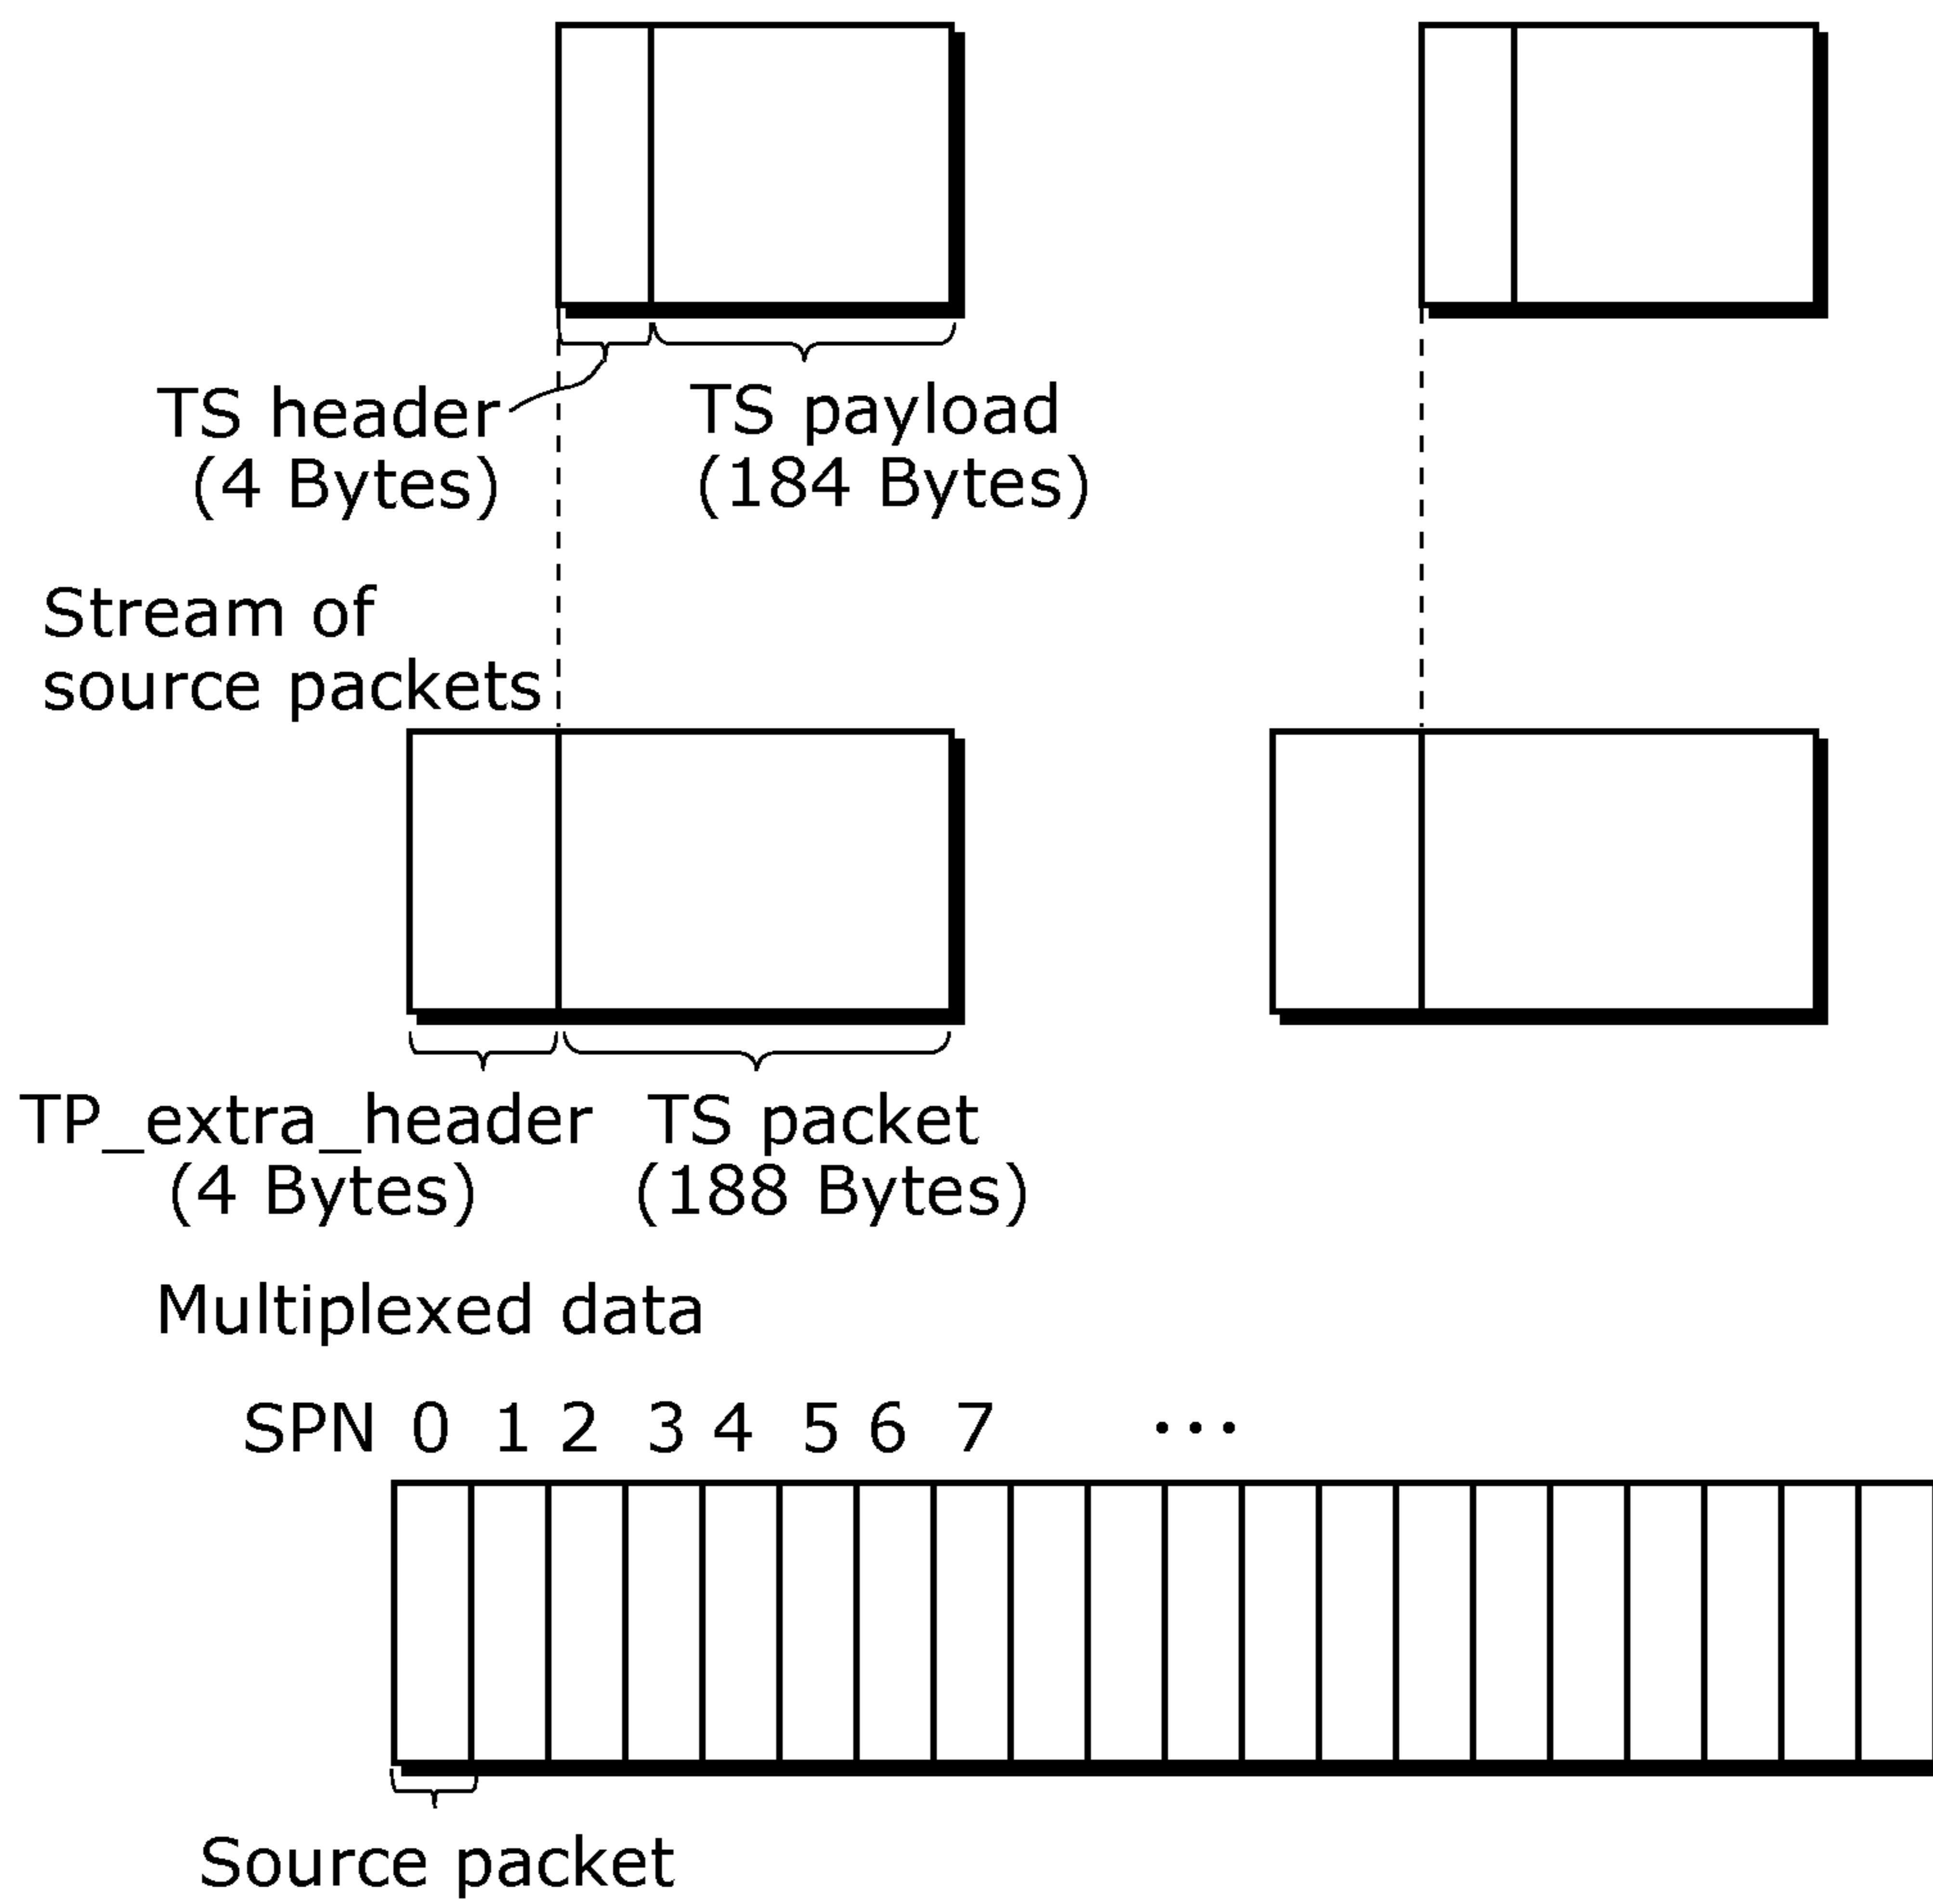 TS header
(4 Bytes)
TS payload
(184 Bytes)
Stream of
source packets
TP_extra_header
(4 Bytes)
TS packet
(188 Bytes)
Multiplexed data
SPN 0 1 2 3 4 5 6 7 ...
Source packet